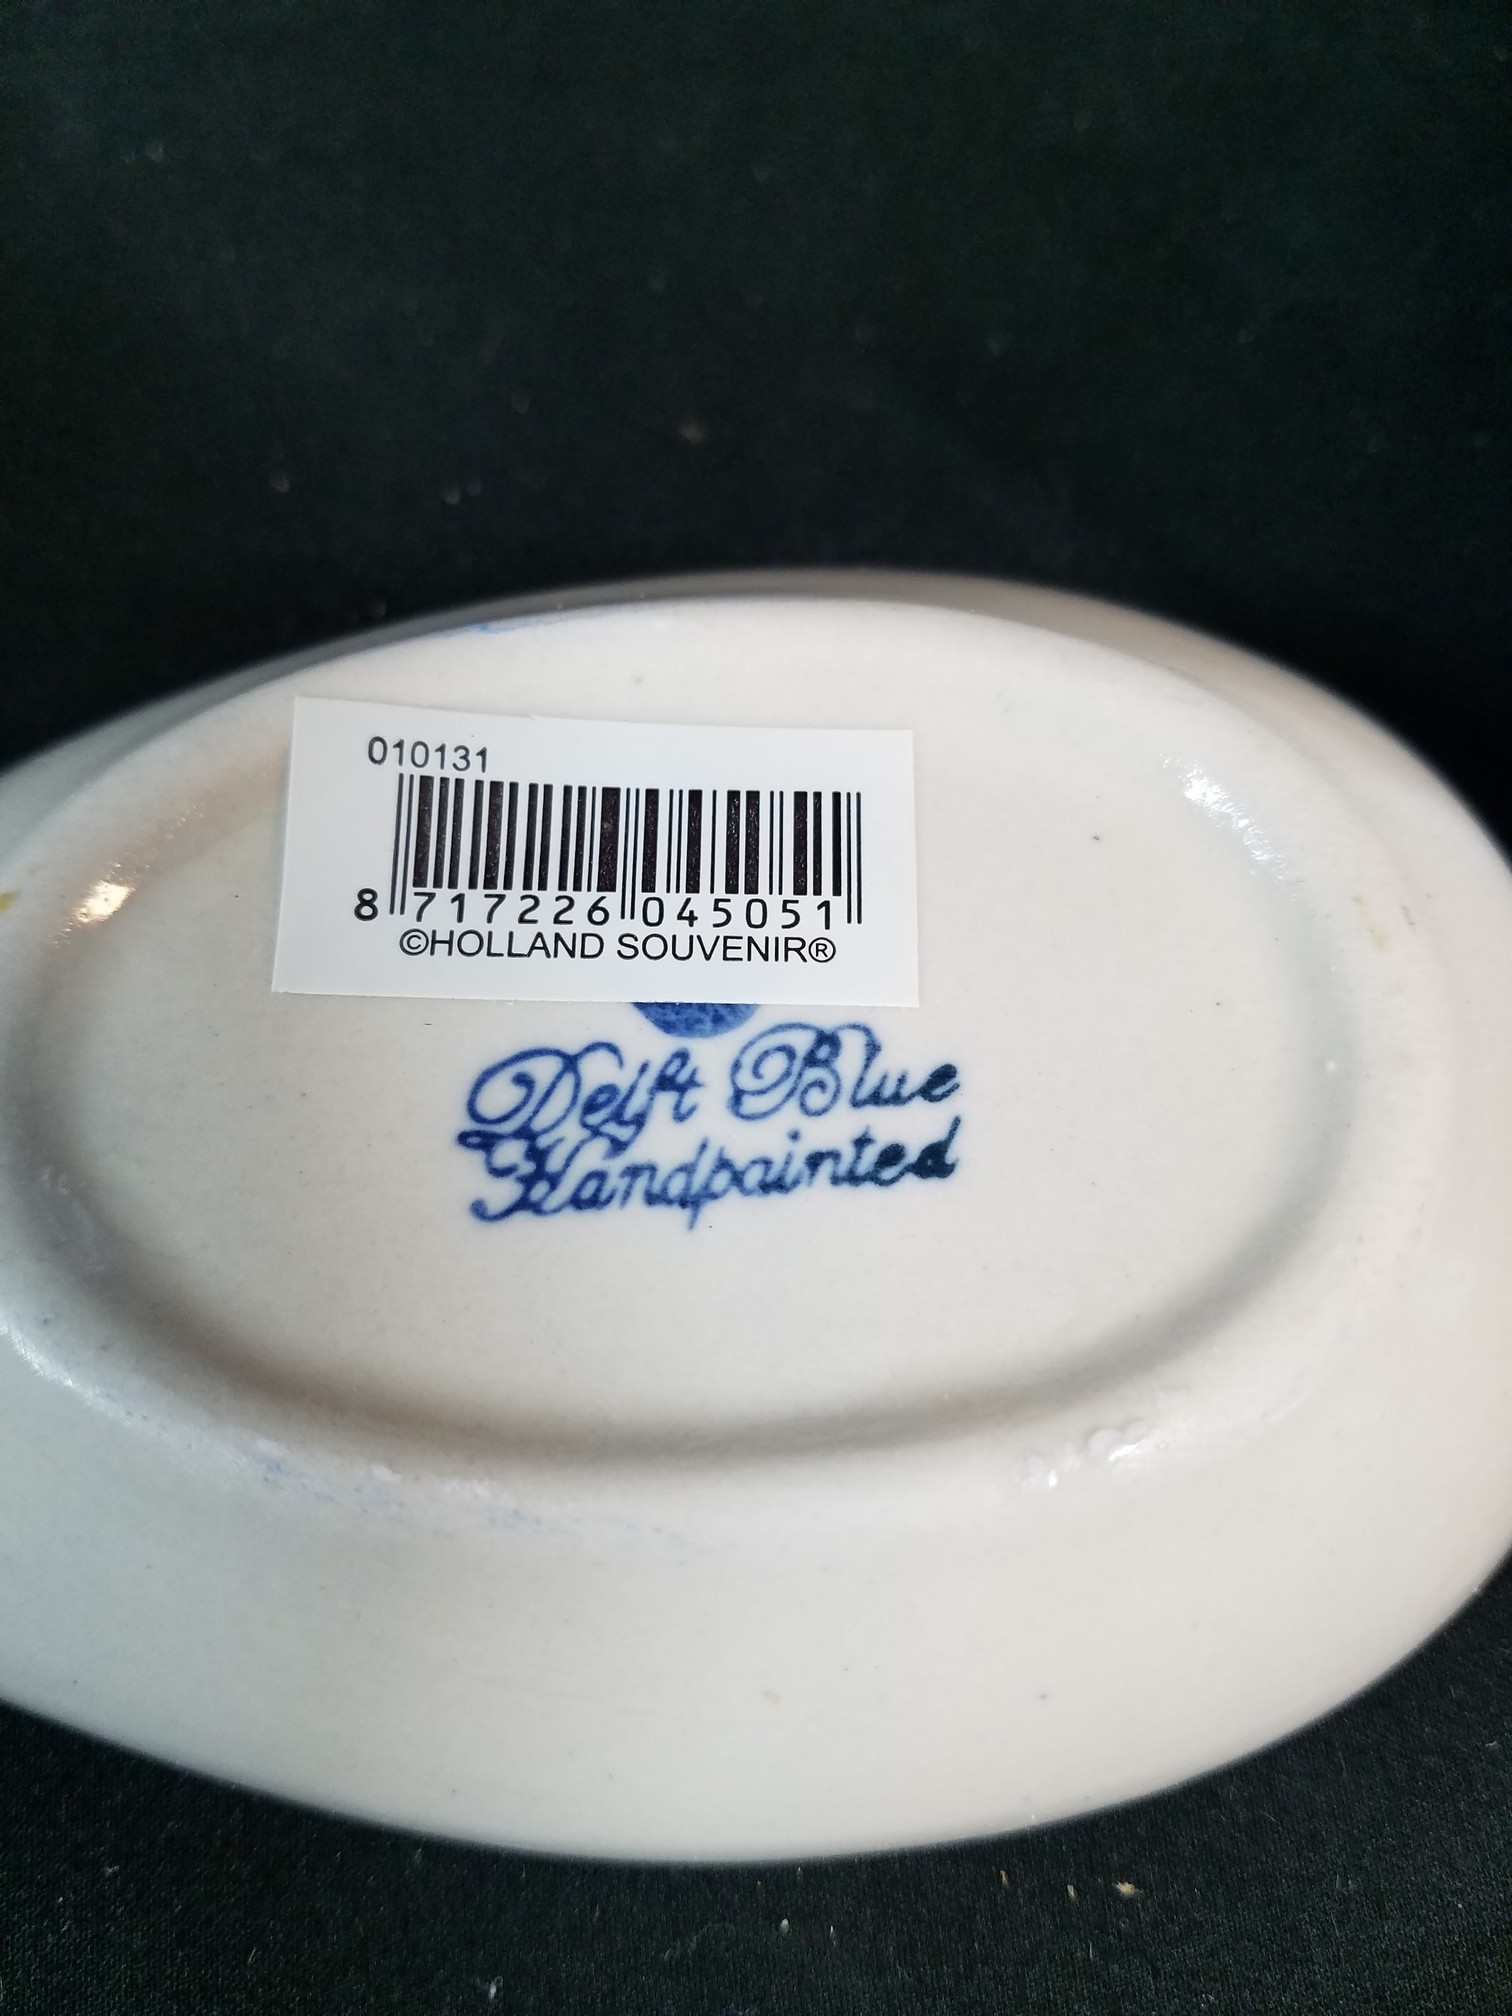 010131
8 717226 045051
©HOLLAND SOUVENIR®
Delft Blue
Handpainted